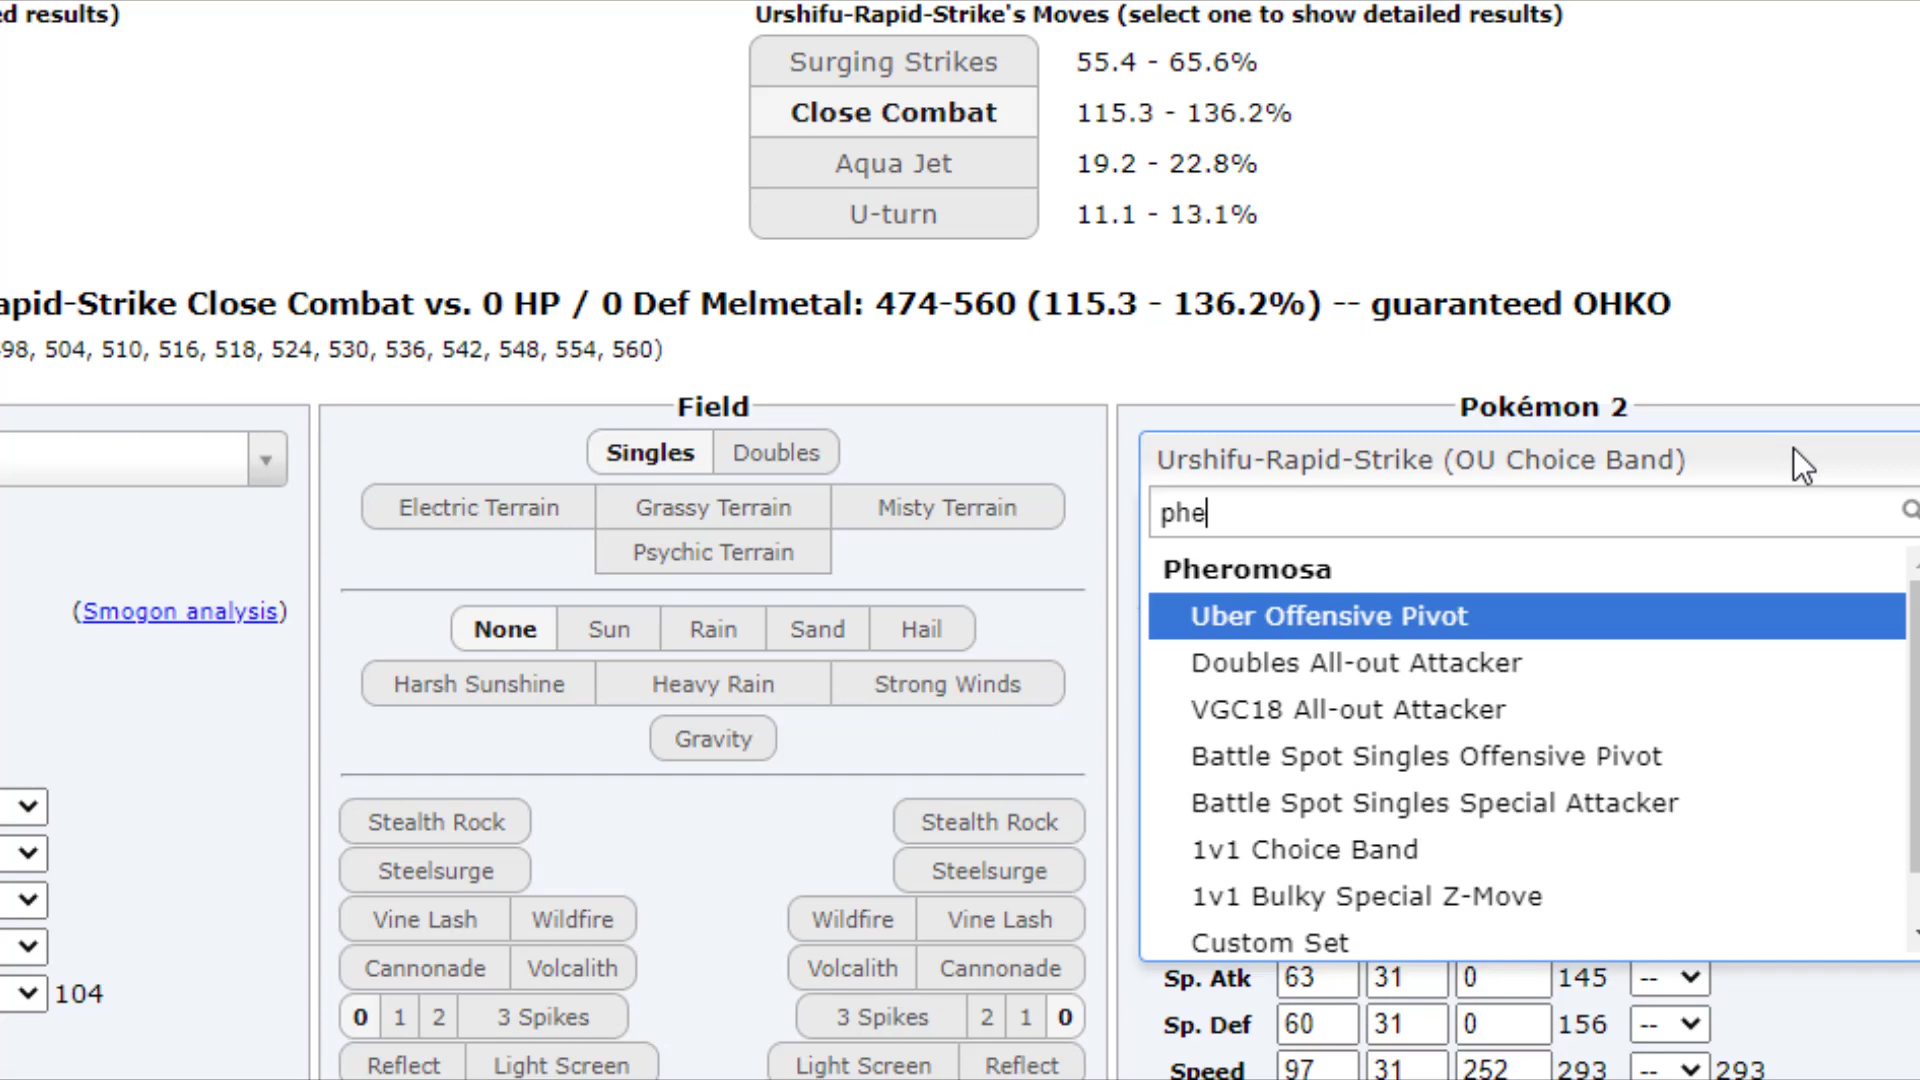 ed results)
Urshifu-Rapid-Strike's Moves (select one to show detailed results)
Surging Strikes 55.4 - 65.6%
Close Combat 115.3 - 136.2%
Aqua Jet 19.2 - 22.8%
U-turn 11.1 - 13.1%
apid-Strike Close Combat vs. 0 HP / 0 Def Melmetal: 474-560 (115.3 - 136.2%) -- guaranteed OHKO
98, 504, 510, 516, 518, 524, 530, 536, 542, 548, 554, 560)
Field
Singles Doubles
Electric Terrain Grassy Terrain Misty Terrain
Psychic Terrain
(Smogon analysis)
None Sun Rain Sand Hail
Harsh Sunshine Heavy Rain Strong Winds
Gravity
Stealth Rock Stealth Rock
Steelsurge Steelsurge
Vine Lash Wildfire Wildfire Vine Lash
Cannonade Volcalith Volcalith Cannonade
104
0 1 2 3 Spikes 3 Spikes 2 1 0
Reflect Light Screen Light Screen Reflect
Pokémon 2
Urshifu-Rapid-Strike (OU Choice Band)
phe
Pheromosa
Uber Offensive Pivot
Doubles All-out Attacker
VGC18 All-out Attacker
Battle Spot Singles Offensive Pivot
Battle Spot Singles Special Attacker
1v1 Choice Band
1v1 Bulky Special Z-Move
Custom Set
Sp. Atk 63 31 0 145 --
Sp. Def 60 31 0 156 --
Speed 97 31 252 293 -- 293